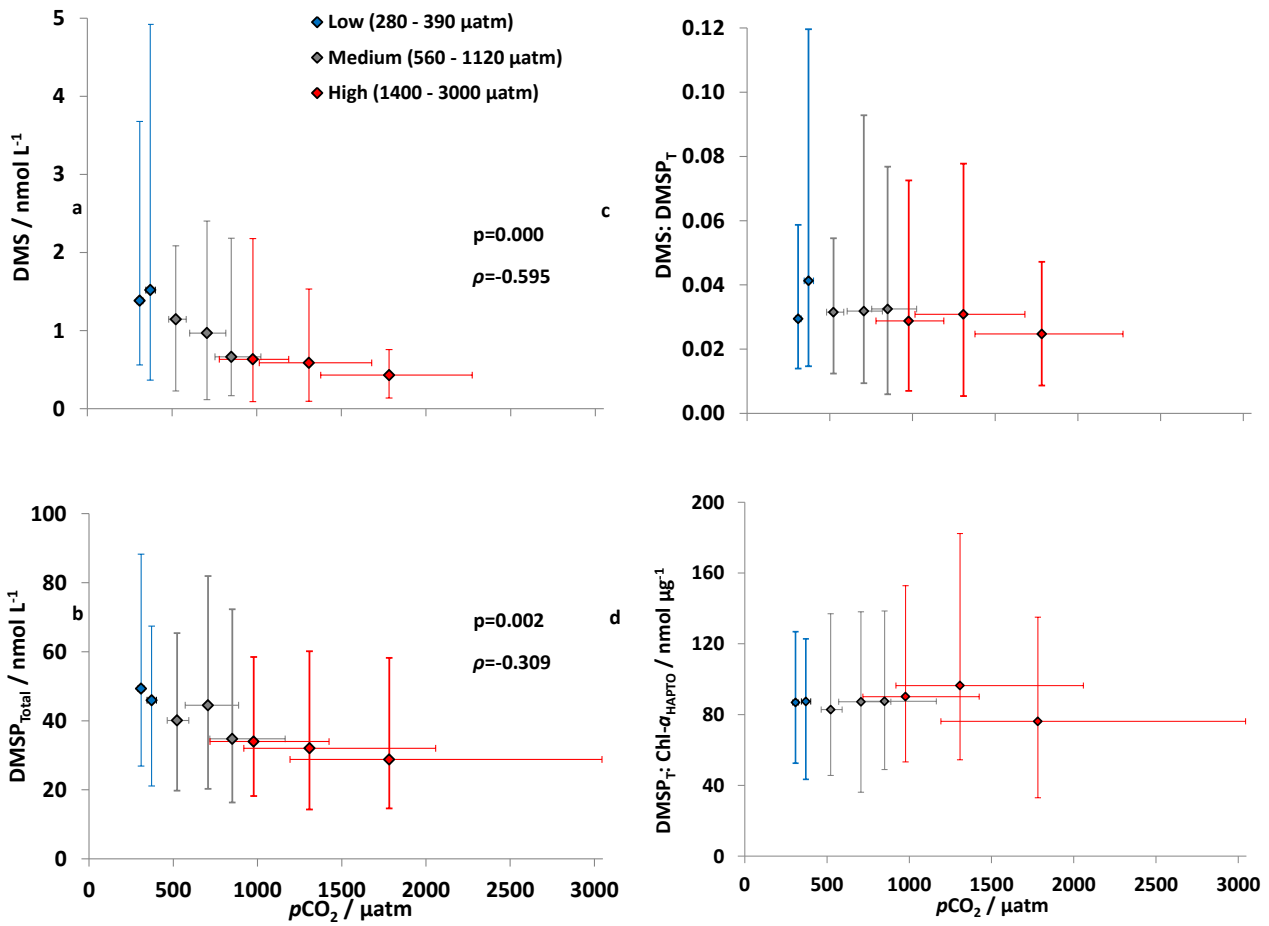 5
4
3
2
1
0
DMS / nmol L⁻¹
a
Low (280 - 390 µatm)
Medium (560 - 1120 µatm)
High (1400 - 3000 µatm)
p=0.000
ρ=-0.595
0.12
0.10
0.08
0.06
0.04
0.02
0.00
DMS: DMSP_T
c
100
80
60
40
20
0
DMSP_Total / nmol L⁻¹
b
p=0.002
ρ=-0.309
0 500 1000 1500 2000 2500 3000
pCO₂ / µatm
200
160
120
80
40
0
DMSP_T: Chl-a_HAPTO / nmol µg⁻¹
d
0 500 1000 1500 2000 2500 3000
pCO₂ / µatm